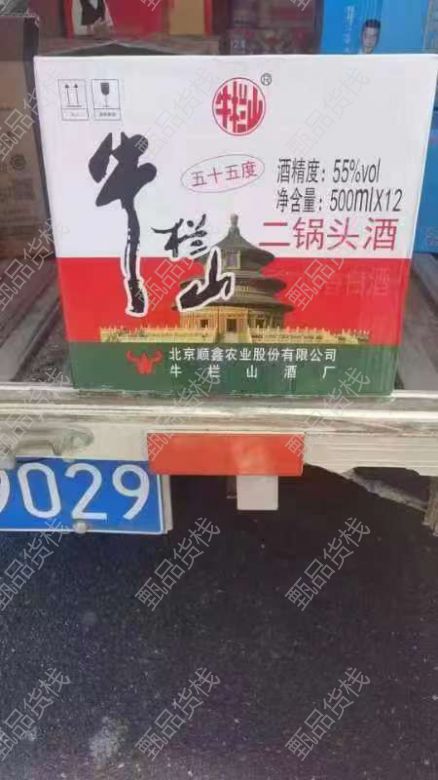 牛栏山
®
五十五度
酒精度：55%vol
净含量：500mlX12
牛栏山
二锅头酒
北京顺鑫农业股份有限公司
牛栏山酒厂
9029
甄品货栈